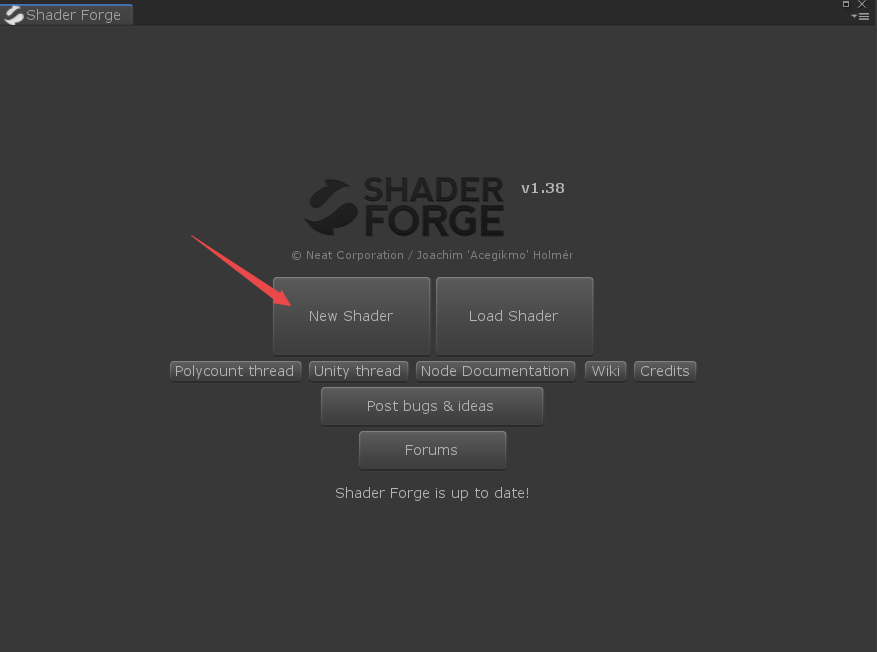 Shader Forge
SHADER
FORGE
v1.38
© Neat Corporation / Joachim 'Acegikmo' Holmér
New Shader
Load Shader
Polycount thread
Unity thread
Node Documentation
Wiki
Credits
Post bugs & ideas
Forums
Shader Forge is up to date!